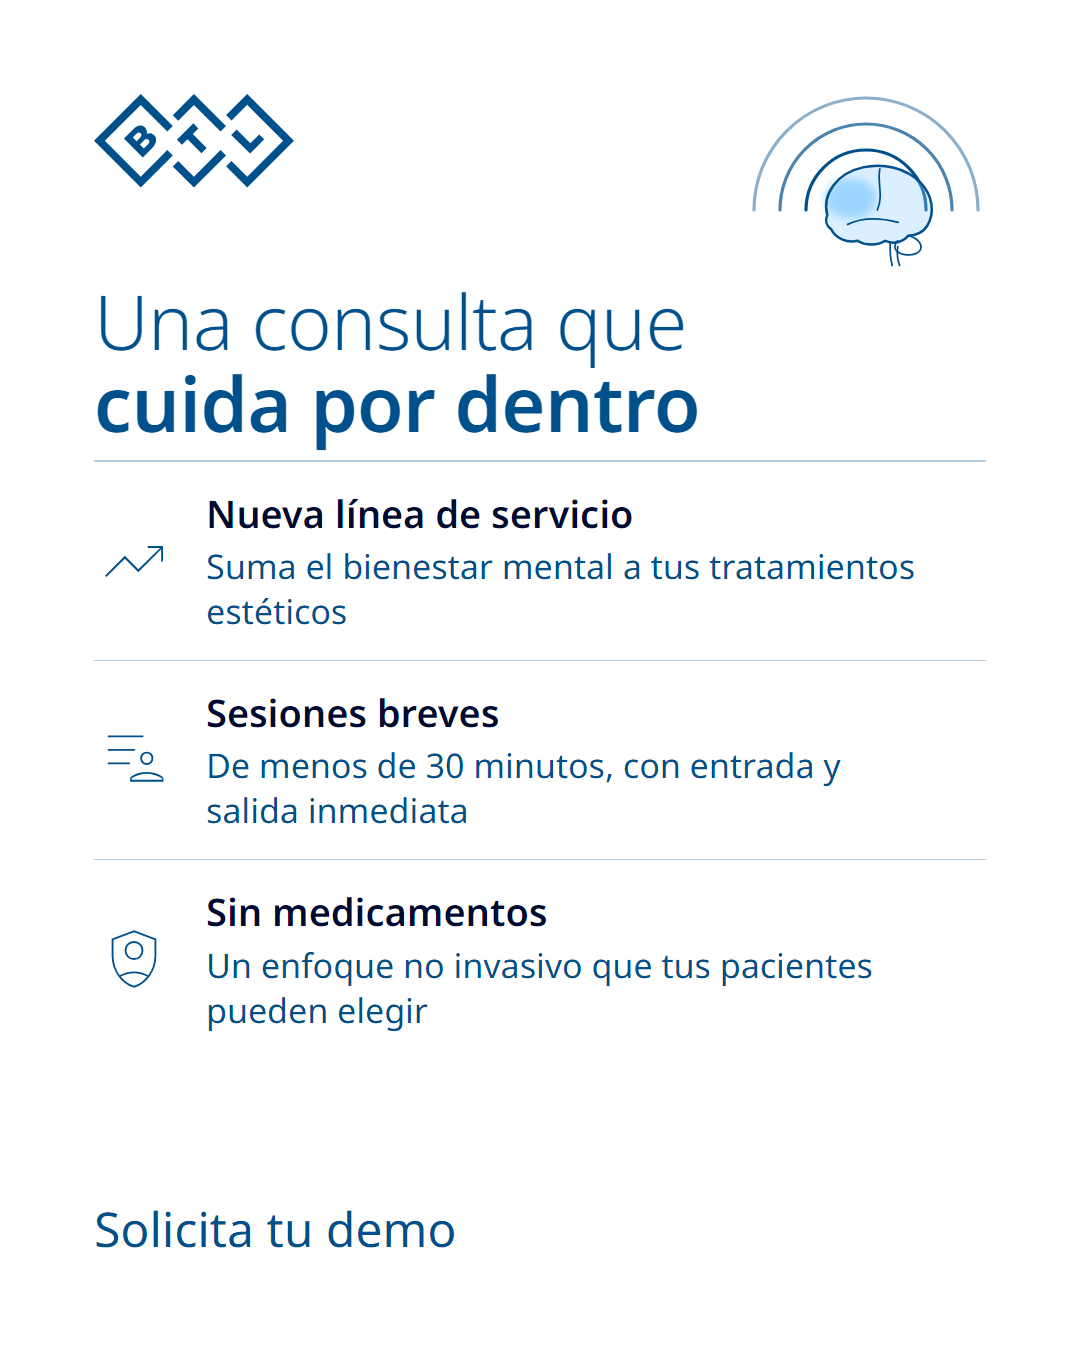 BTL
Una consulta que
cuida por dentro
Nueva línea de servicio
Suma el bienestar mental a tus tratamientos
estéticos
Sesiones breves
De menos de 30 minutos, con entrada y
salida inmediata
Sin medicamentos
Un enfoque no invasivo que tus pacientes
pueden elegir
Solicita tu demo